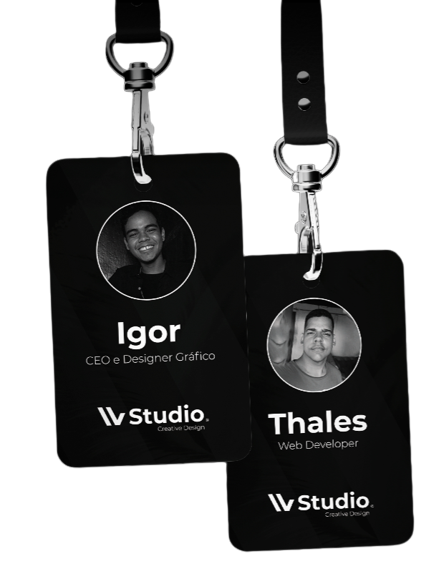 Igor
CEO e Designer Gráfico
W Studio.
Creative Design
Thales
Web Developer
W Studio.
Creative Design